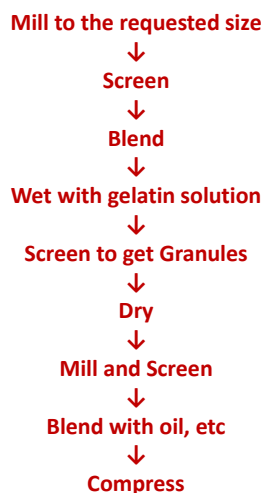 Mill to the requested size
↓
Screen
↓
Blend
↓
Wet with gelatin solution
↓
Screen to get Granules
↓
Dry
↓
Mill and Screen
↓
Blend with oil, etc
↓
Compress